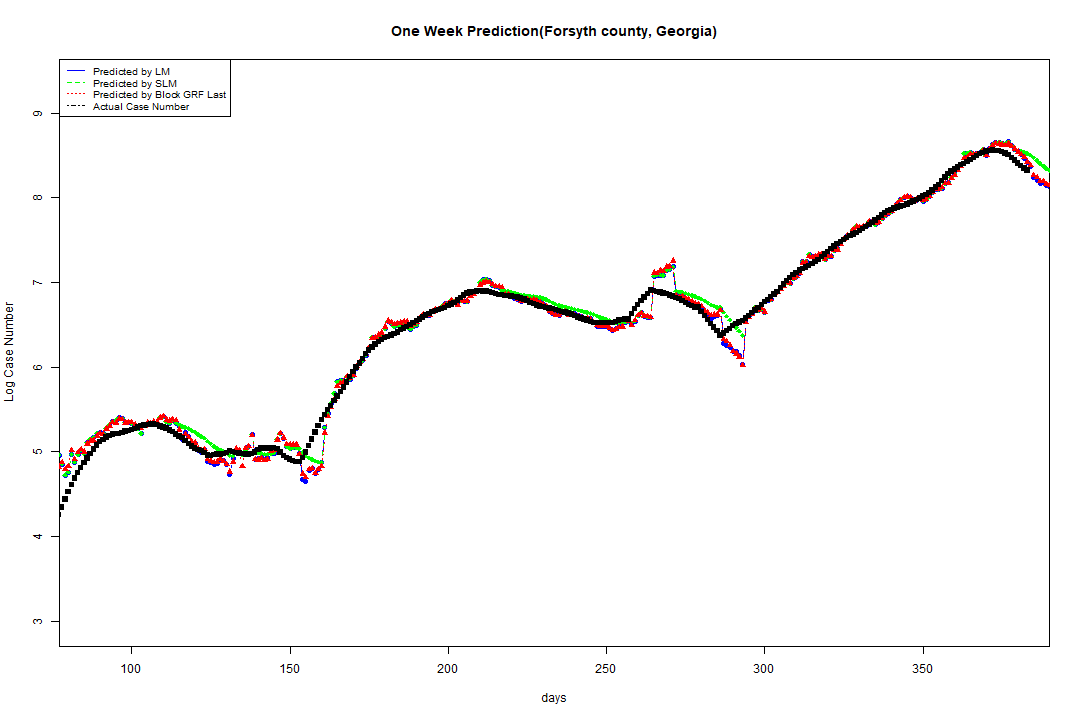 One Week Prediction(Forsyth county, Georgia)
Predicted by LM
Predicted by SLM
Predicted by Block GRF Last
Actual Case Number
Log Case Number
9
8
7
6
5
4
3
100 150 200 250 300 350
days